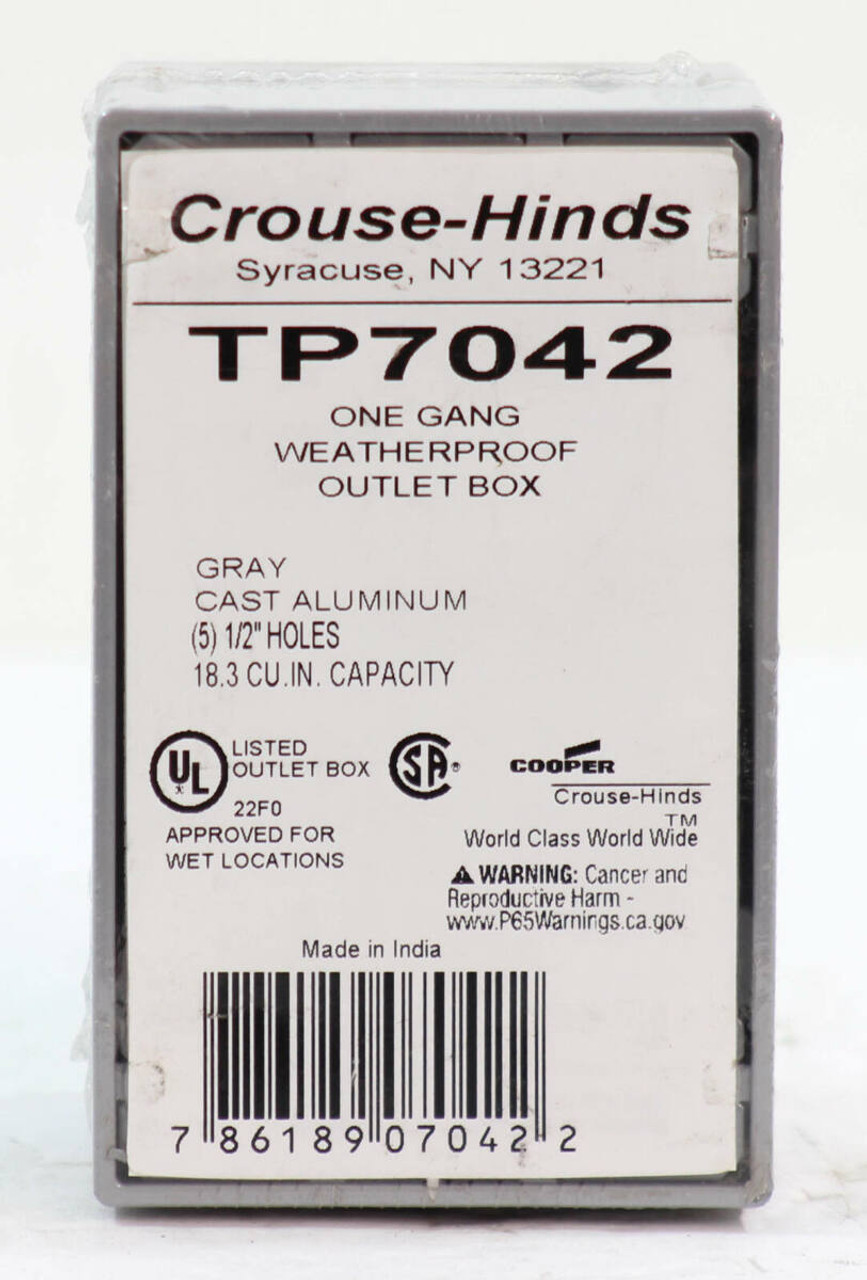 Crouse-Hinds
Syracuse, NY 13221
TP7042
ONE GANG
WEATHERPROOF
OUTLET BOX
GRAY
CAST ALUMINUM
(5) 1/2" HOLES
18.3 CU.IN. CAPACITY
UL LISTED
OUTLET BOX
22F0
APPROVED FOR
WET LOCATIONS
SA®
COOPER
Crouse-Hinds
TM
World Class World Wide
⚠ WARNING: Cancer and
Reproductive Harm -
www.P65Warnings.ca.gov
Made in India
7 86189 07042 2